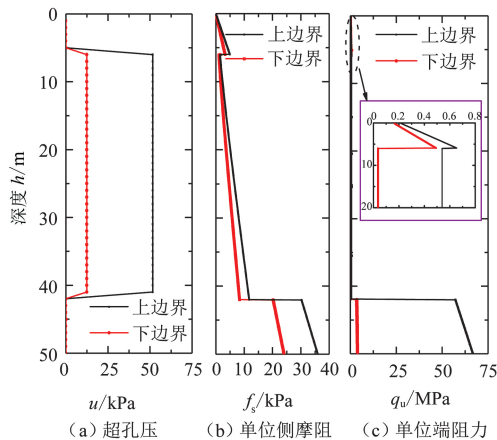 深度 h/m
0
10
20
30
40
50
上边界
下边界
0 25 50 75
u/kPa
(a) 超孔压
上边界
下边界
0 10 20 30 40
fs/kPa
(b) 单位侧摩阻
上边界
下边界
0.2 0.4 0.6 0.8
0
10
20
0 25 50 75
qu/MPa
(c) 单位端阻力